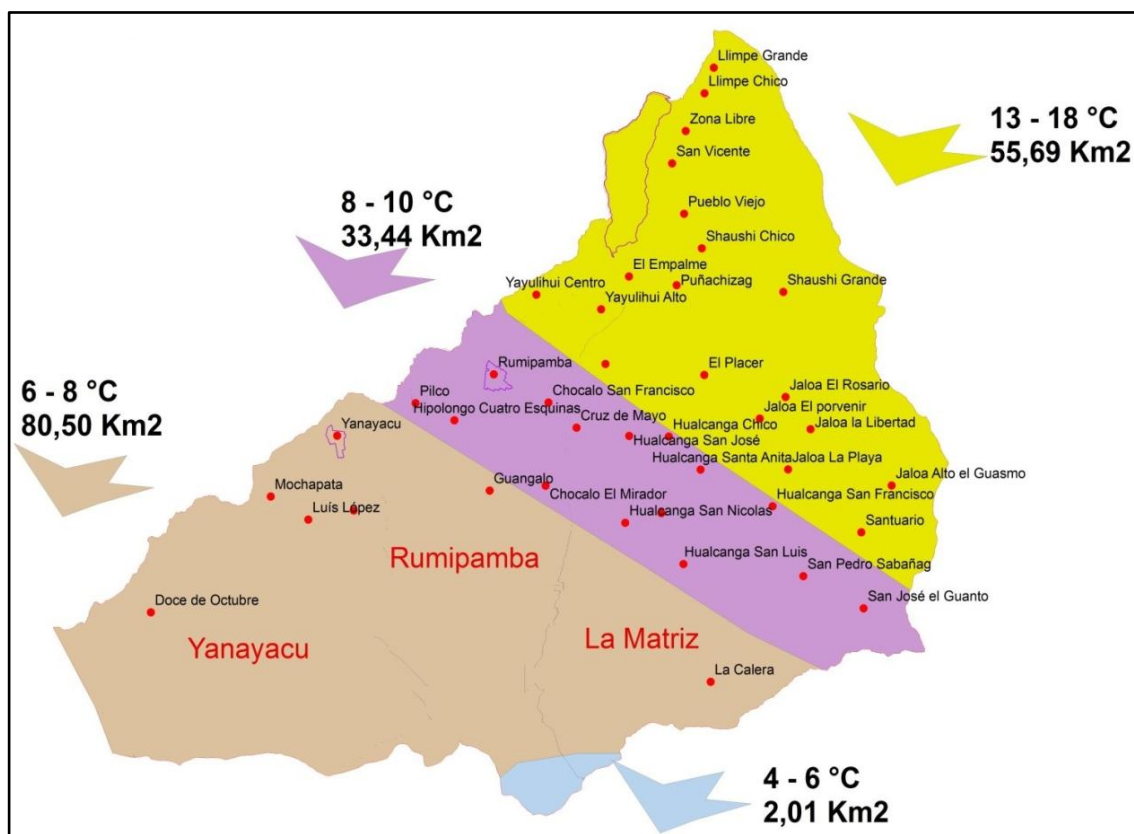 Llimpe Grande
Llimpe Chico
13 - 18 °C
55,69 Km2
Zona Libre
San Vicente
8 - 10 °C
33,44 Km2
Pueblo Viejo
Shaushi Chico
El Empalme
Puñachizag
Shaushi Grande
Yayulihui Centro
Yayulihui Alto
Rumipamba
El Placer
6 - 8 °C
80,50 Km2
Pilco
Chocalo San Francisco
Jaloa El Rosario
Hipolongo Cuatro Esquinas
Cruz de Mayo
Hualcanga Chico
Jaloa El porvenir
Jaloa la Libertad
Yanayacu
Hualcanga San José
Hualcanga Santa Anita
Jaloa La Playa
Jaloa Alto el Guasmo
Guangalo
Mochapata
Chocalo El Mirador
Hualcanga San Francisco
Luís López
Hualcanga San Nicolas
Santuario
Rumipamba
Hualcanga San Luis
San Pedro Sabañag
Doce de Octubre
San José el Guanto
Yanayacu
La Matriz
La Calera
4 - 6 °C
2,01 Km2